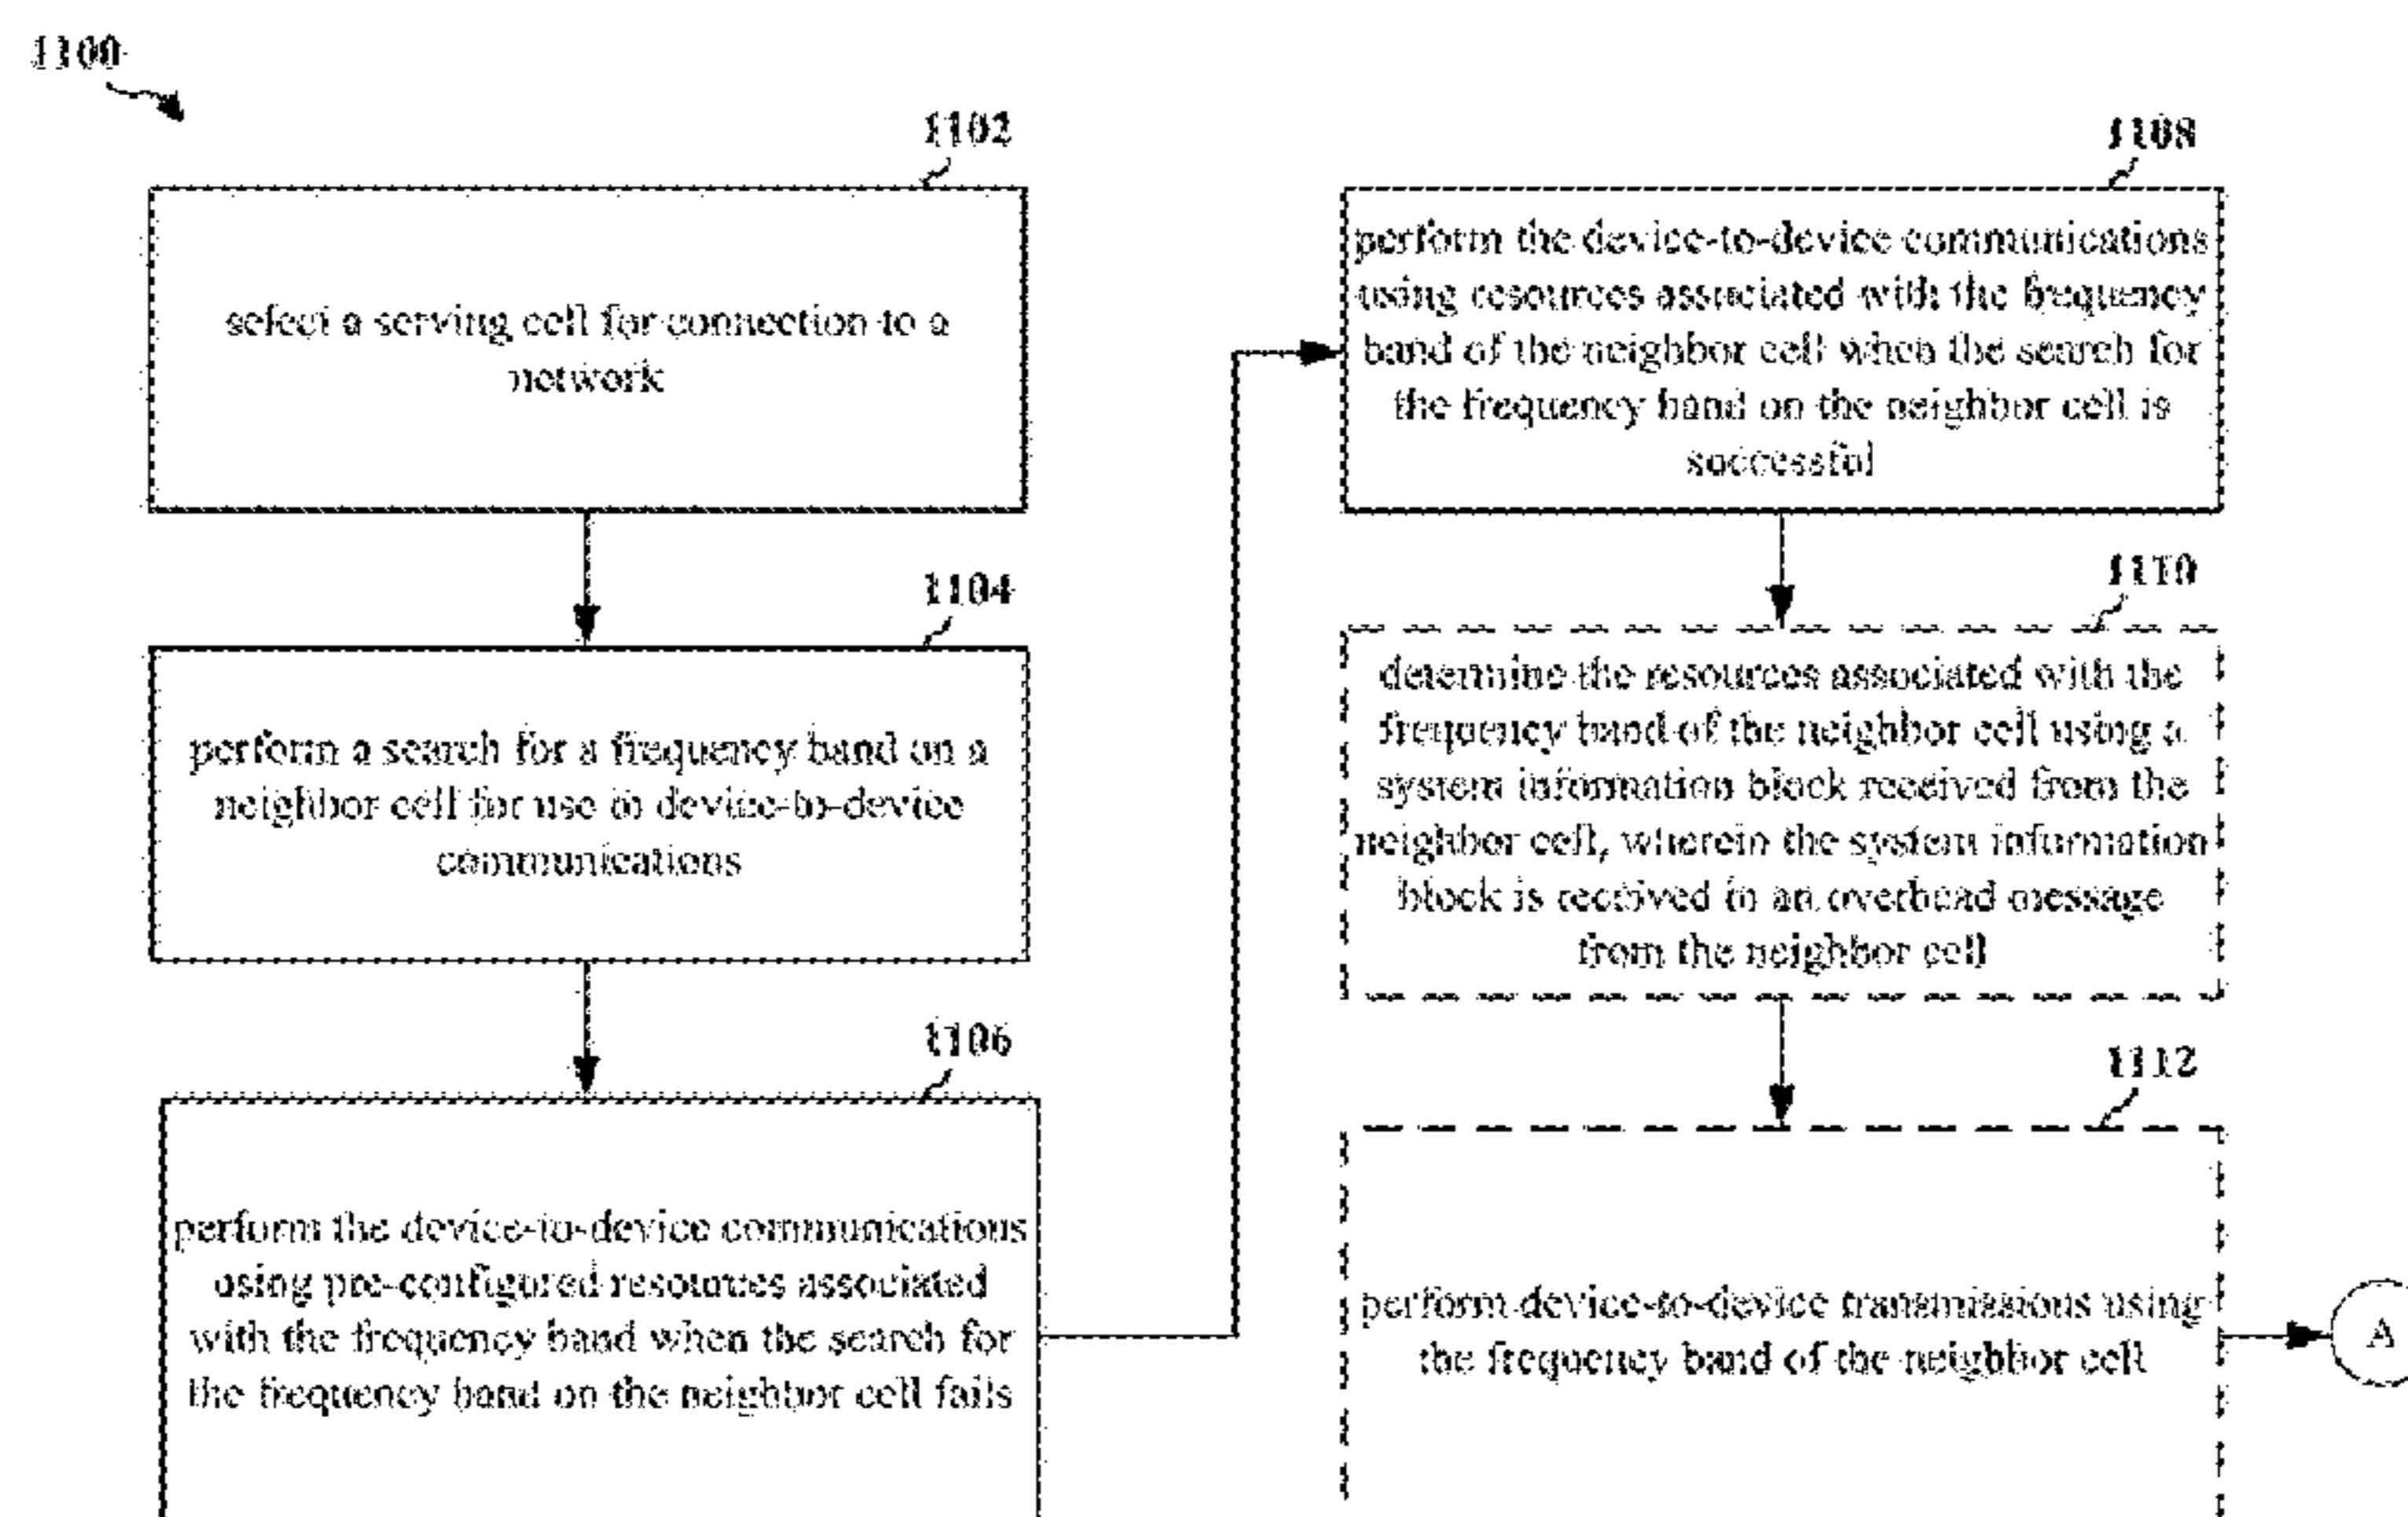 1100
1102
select a serving cell for connection to a
network
1104
perform a search for a frequency band on a
neighbor cell for use in device-to-device
communications
1106
perform the device-to-device communications
using pre-configured resources associated
with the frequency band when the search for
the frequency band on the neighbor cell fails
1108
perform the device-to-device communications
using resources associated with the frequency
band of the neighbor cell when the search for
the frequency band on the neighbor cell is
successful
1110
determine the resources associated with the
frequency band of the neighbor cell using a
system information block received from the
neighbor cell, wherein the system information
block is received in an overhead message
from the neighbor cell
1112
perform device-to-device transmissions using
the frequency band of the neighbor cell
A